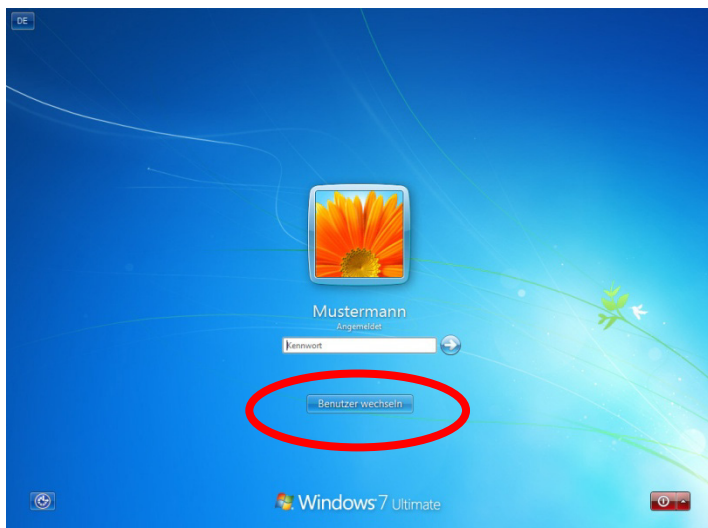 DE
Mustermann
Angemeldet
Kennwort
Benutzer wechseln
Windows 7 Ultimate